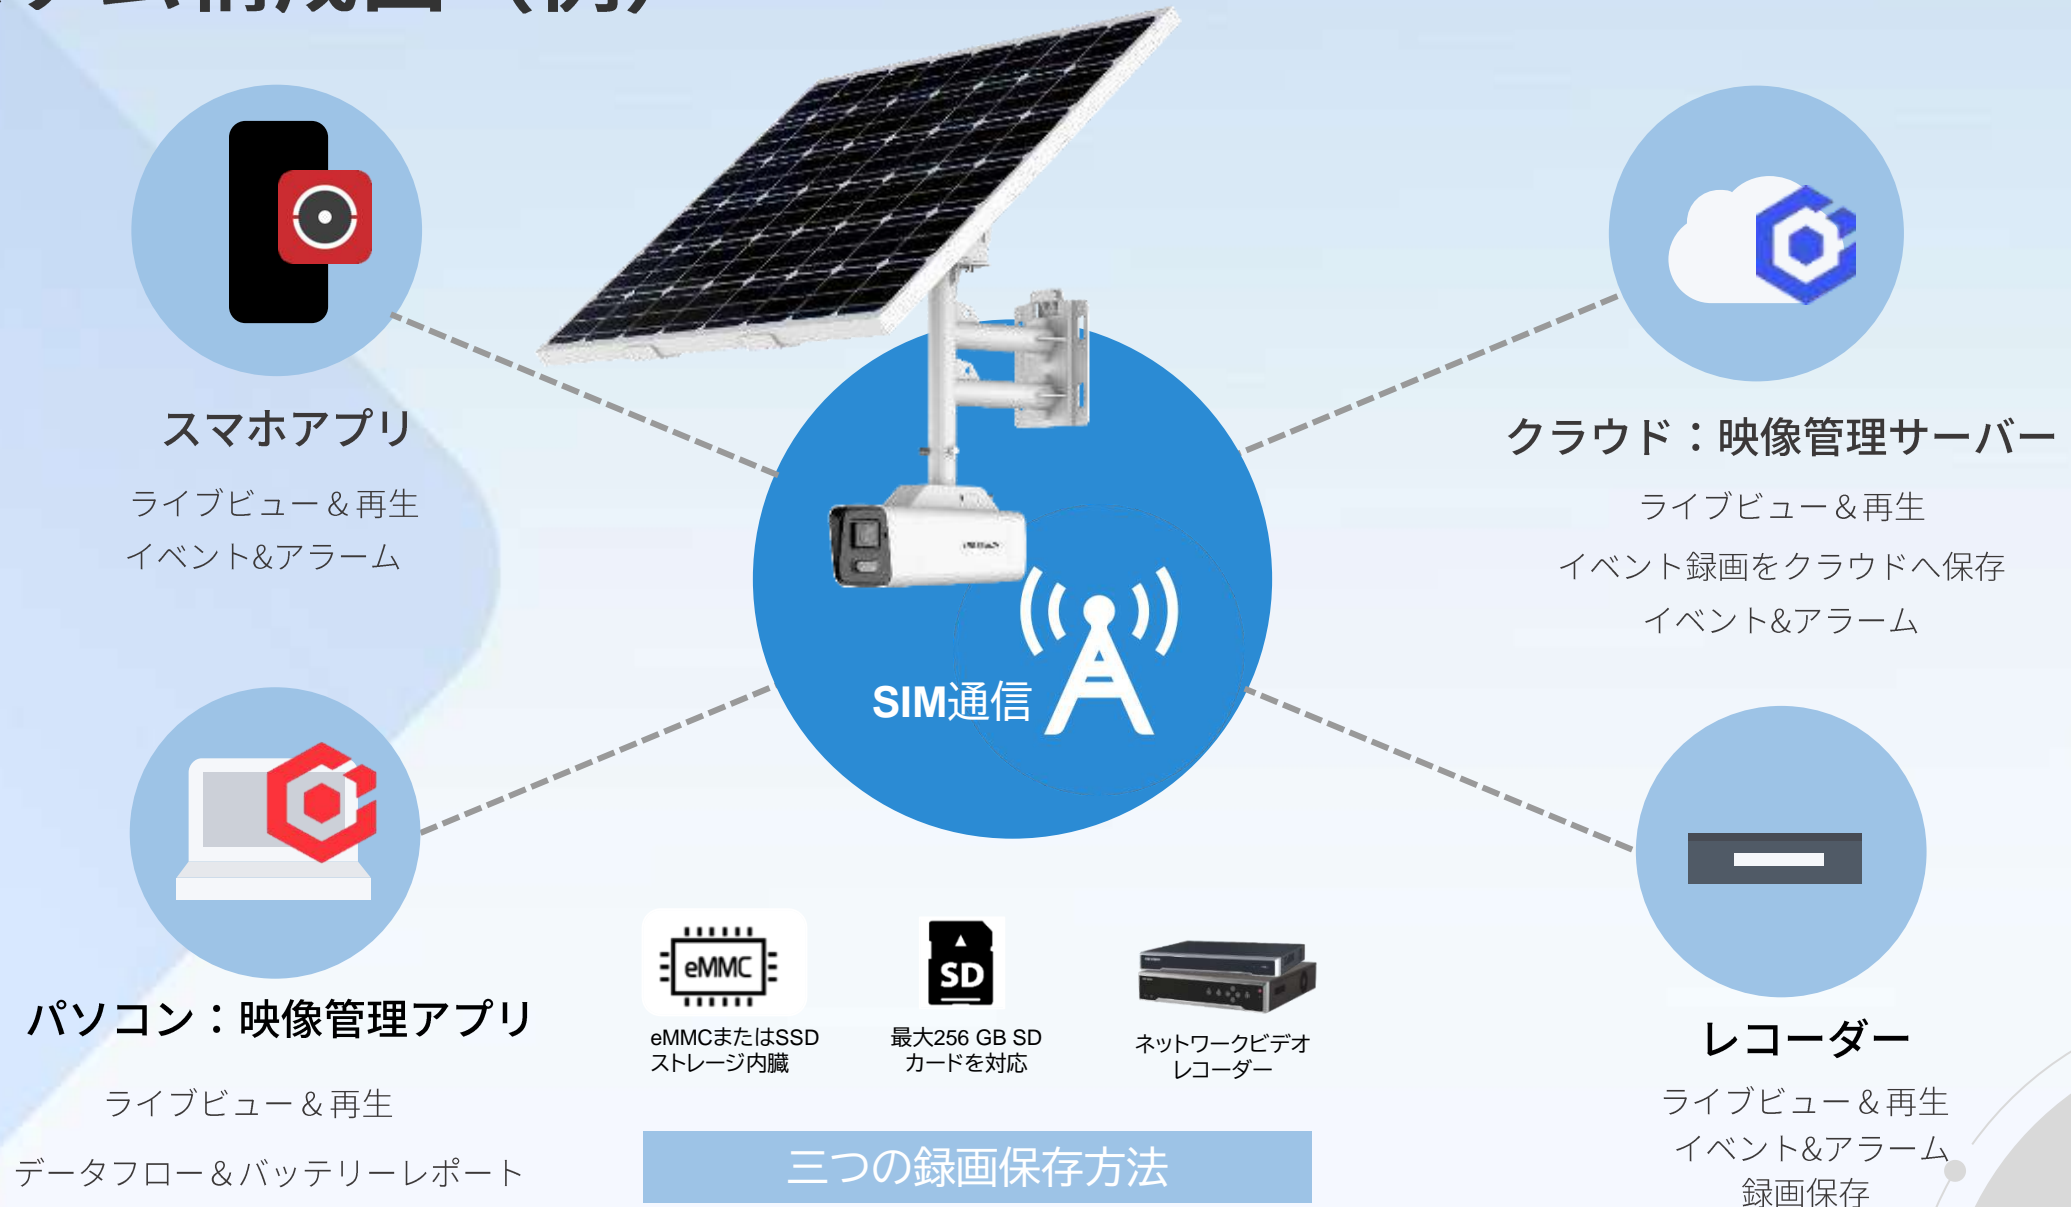 テム構成図（例）
スマホアプリ
ライブビュー＆再生
イベント&アラーム
クラウド：映像管理サーバー
ライブビュー＆再生
イベント録画をクラウドへ保存
イベント&アラーム
SIM通信
パソコン：映像管理アプリ
ライブビュー＆再生
データフロー＆バッテリーレポート
eMMC
eMMCまたはSSD
ストレージ内臓
SD
最大256 GB SD
カードを対応
ネットワークビデオ
レコーダー
三つの録画保存方法
レコーダー
ライブビュー＆再生
イベント&アラーム
録画保存